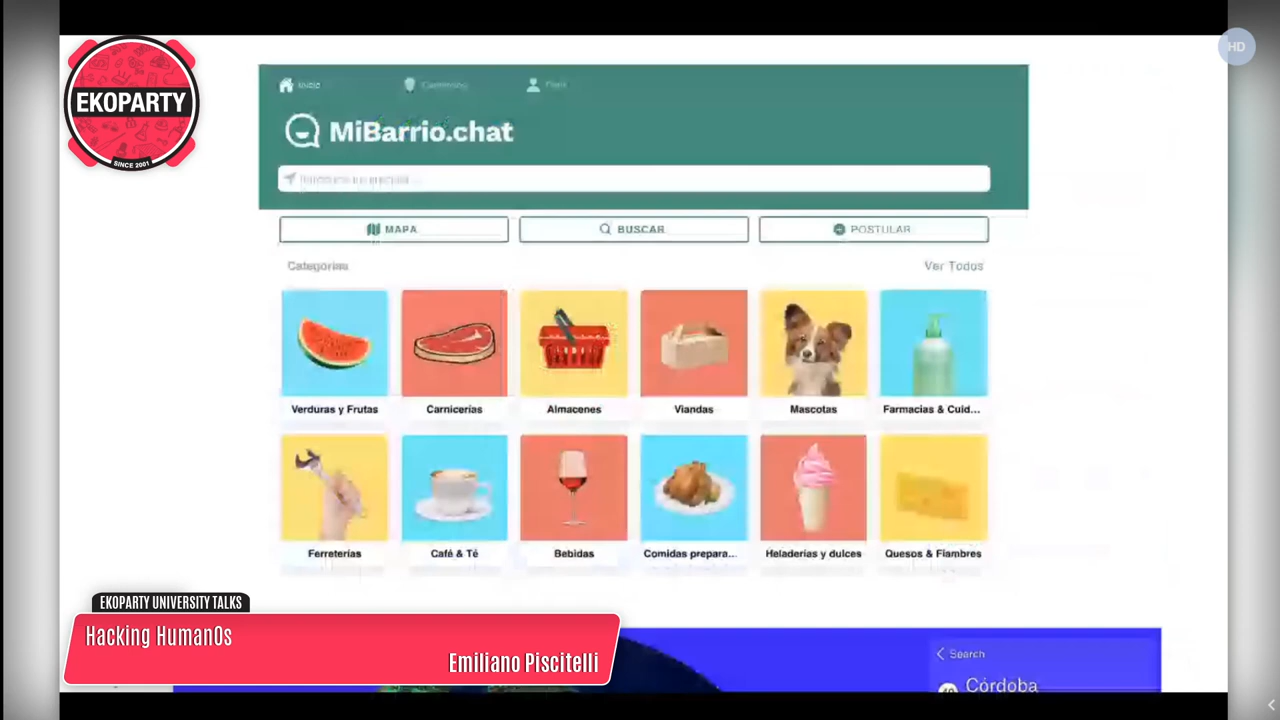 HD
EKOPARTY
SINCE 2001
Inicio
MiBarrio.chat
MAPA
BUSCAR
POSTULAR
Categorías
Ver Todos
Verduras y Frutas
Carnicerías
Almacenes
Viandas
Mascotas
Farmacias & Cuid...
Ferreterías
Café & Té
Bebidas
Comidas prepara...
Heladerías y dulces
Quesos & Fiambres
EKOPARTY UNIVERSITY TALKS
Hacking HumanOs
Emiliano Piscitelli
Search
Córdoba